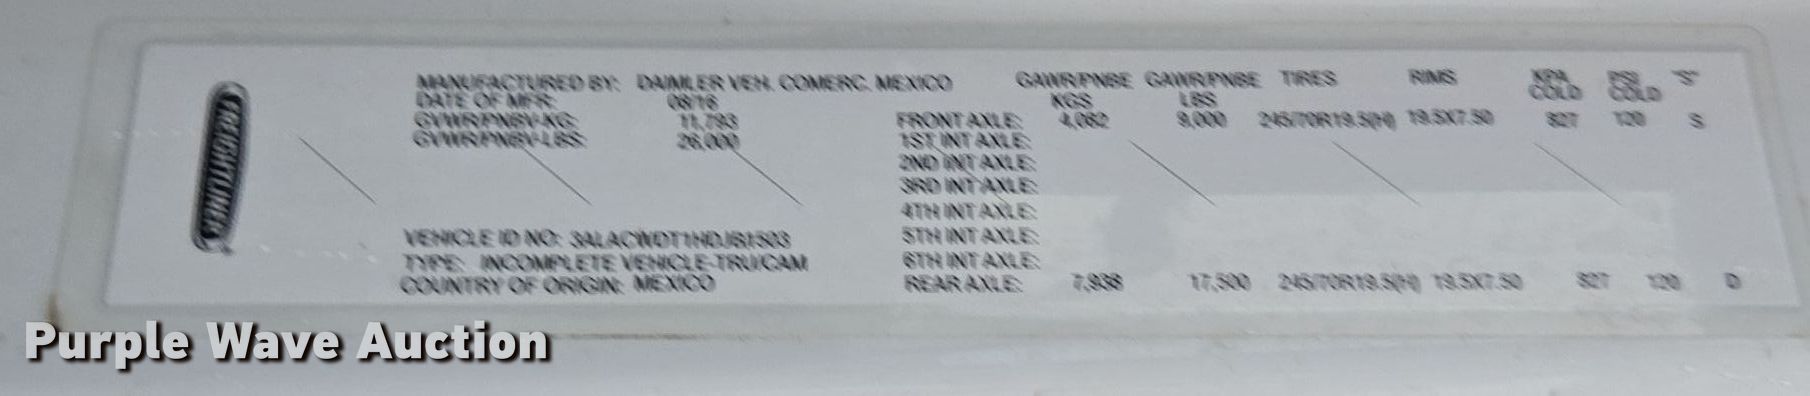 FREIGHTLINER
MANUFACTURED BY: DAIMLER VEH. COMERC. MEXICO GAWR/PNBE GAWR/PNBE TIRES RIMS KPA PSI "S"
DATE OF MFR: 08/16 KGS LBS COLD COLD
GVWR/PNBV-KG: 11,793 FRONT AXLE: 4,082 9,000 245/70R19.5(H) 19.5X7.50 827 120 S
GVWR/PNBV-LBS: 26,000 1ST INT AXLE:
2ND INT AXLE:
3RD INT AXLE:
4TH INT AXLE:
VEHICLE ID NO: 5TH INT AXLE:
TYPE: INCOMPLETE VEHICLE-TRU/CAM 6TH INT AXLE:
COUNTRY OF ORIGIN: MEXICO REAR AXLE: 7,938 17,500 245/70R19.5(H) 19.5X7.50 827 120 D
Purple Wave Auction